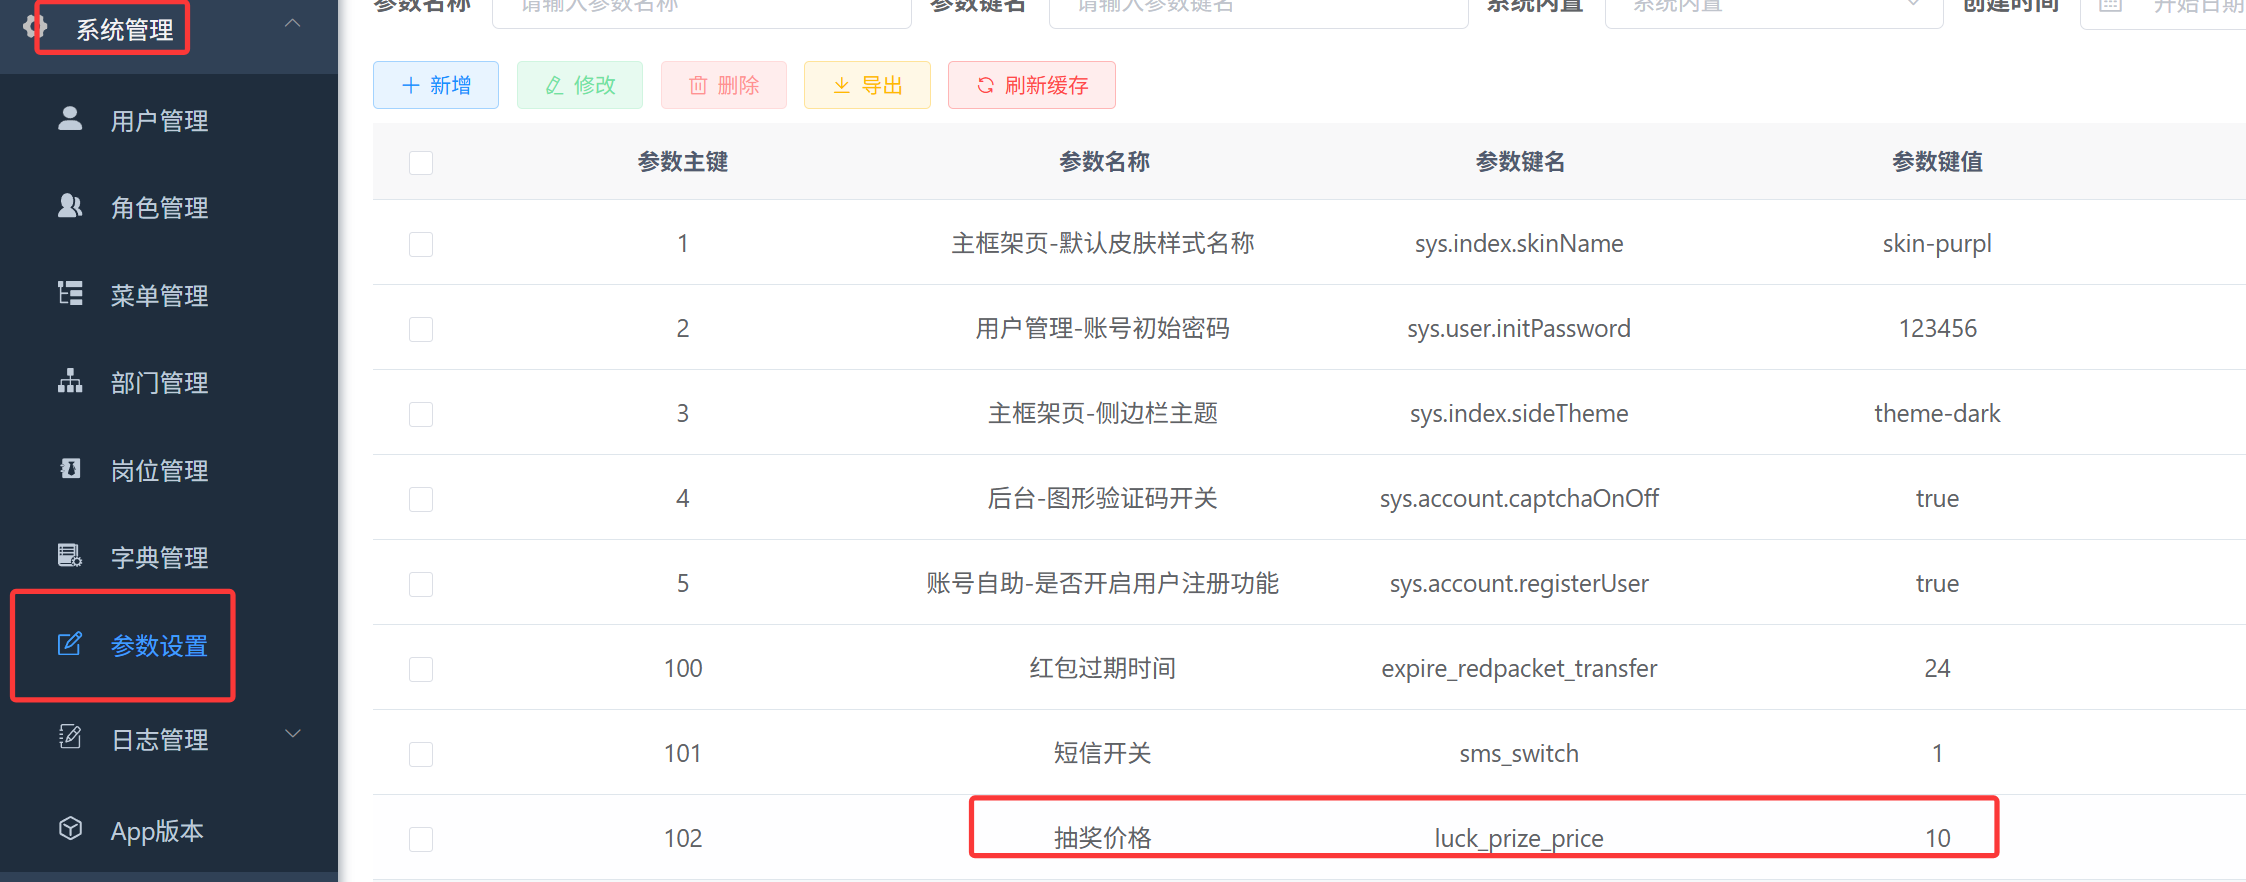 系统管理
用户管理
角色管理
菜单管理
部门管理
岗位管理
字典管理
参数设置
日志管理
App版本
参数名称 请输入参数名称 参数键名 请输入参数键名 系统内置 系统内置 创建时间 开始日期
新增 修改 删除 导出 刷新缓存
参数主键 参数名称 参数键名 参数键值
1 主框架页-默认皮肤样式名称 sys.index.skinName skin-purpl
2 用户管理-账号初始密码 sys.user.initPassword 123456
3 主框架页-侧边栏主题 sys.index.sideTheme theme-dark
4 后台-图形验证码开关 sys.account.captchaOnOff true
5 账号自助-是否开启用户注册功能 sys.account.registerUser true
100 红包过期时间 expire_redpacket_transfer 24
101 短信开关 sms_switch 1
102 抽奖价格 luck_prize_price 10